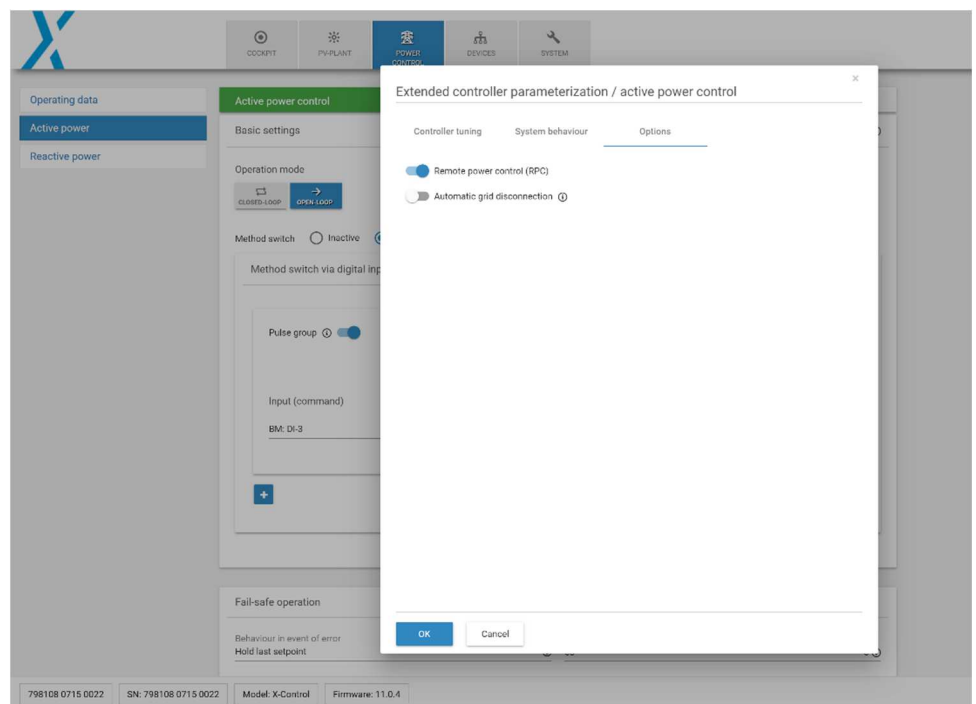 COCKPIT
PV-PLANT
POWER
CONTROL
DEVICES
SYSTEM
Operating data
Active power
Reactive power
Active power control
Basic settings
Operation mode
CLOSED-LOOP
OPEN-LOOP
Method switch Inactive
Method switch via digital inp
Pulse group
Input (command)
BM: DI-3
+
Fail-safe operation
Behaviour in event of error
Hold last setpoint
Extended controller parameterization / active power control
×
Controller tuning System behaviour Options
Remote power control (RPC)
Automatic grid disconnection
OK Cancel
798108 0715 0022 SN: 798108 0715 0022 Model: X-Control Firmware: 11.0.4